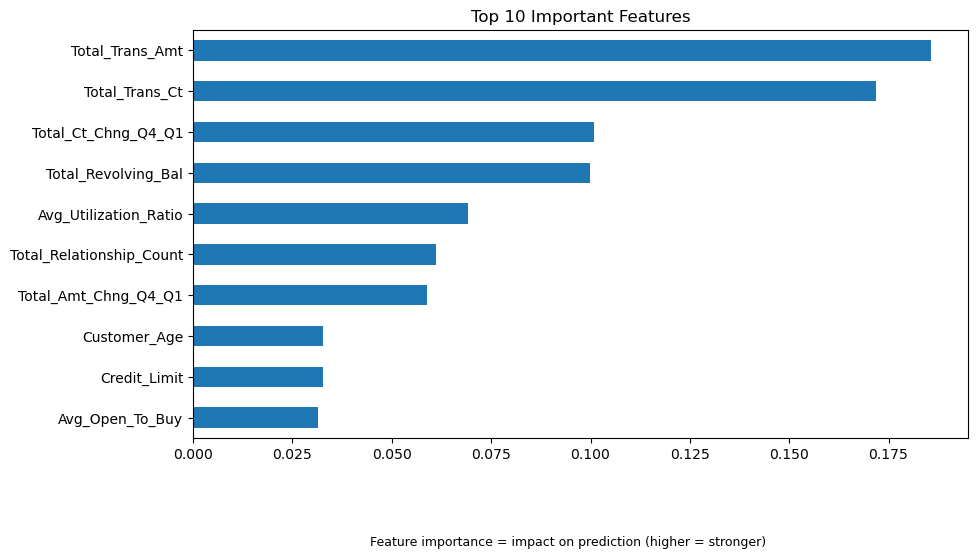 Top 10 Important Features
Total_Trans_Amt
Total_Trans_Ct
Total_Ct_Chng_Q4_Q1
Total_Revolving_Bal
Avg_Utilization_Ratio
Total_Relationship_Count
Total_Amt_Chng_Q4_Q1
Customer_Age
Credit_Limit
Avg_Open_To_Buy
0.000 0.025 0.050 0.075 0.100 0.125 0.150 0.175
Feature importance = impact on prediction (higher = stronger)